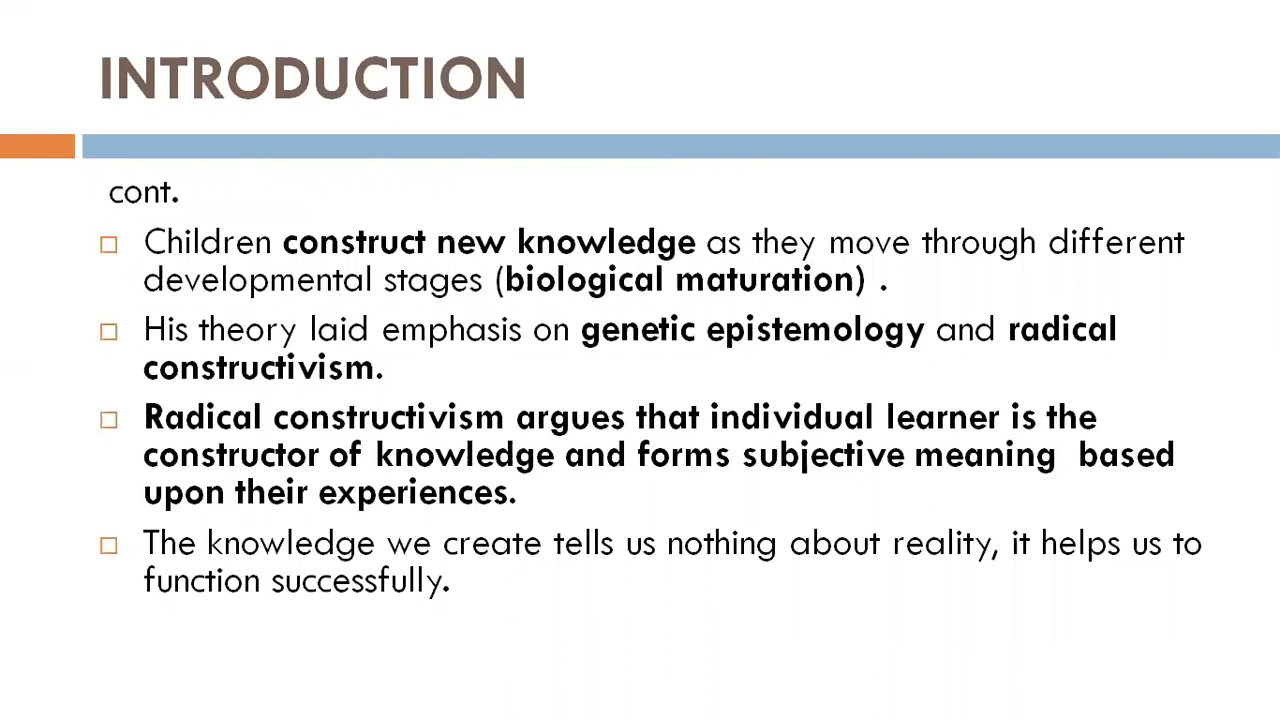 INTRODUCTION
cont.
Children construct new knowledge as they move through different
developmental stages (biological maturation) .
His theory laid emphasis on genetic epistemology and radical
constructivism.
Radical constructivism argues that individual learner is the
constructor of knowledge and forms subjective meaning  based
upon their experiences.
The knowledge we create tells us nothing about reality, it helps us to
function successfully.